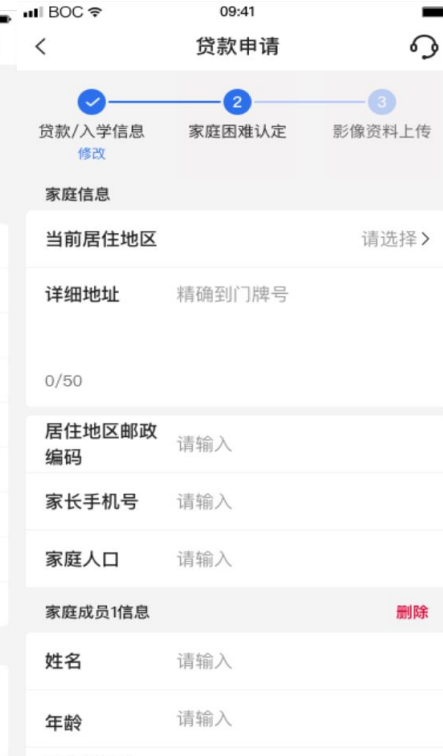 BOC 09:41
贷款申请
2 3
贷款/入学信息 家庭困难认定 影像资料上传
修改
家庭信息
当前居住地区 请选择
详细地址 精确到门牌号
0/50
居住地区邮政
编码 请输入
家长手机号 请输入
家庭人口 请输入
家庭成员1信息 删除
姓名 请输入
年龄 请输入